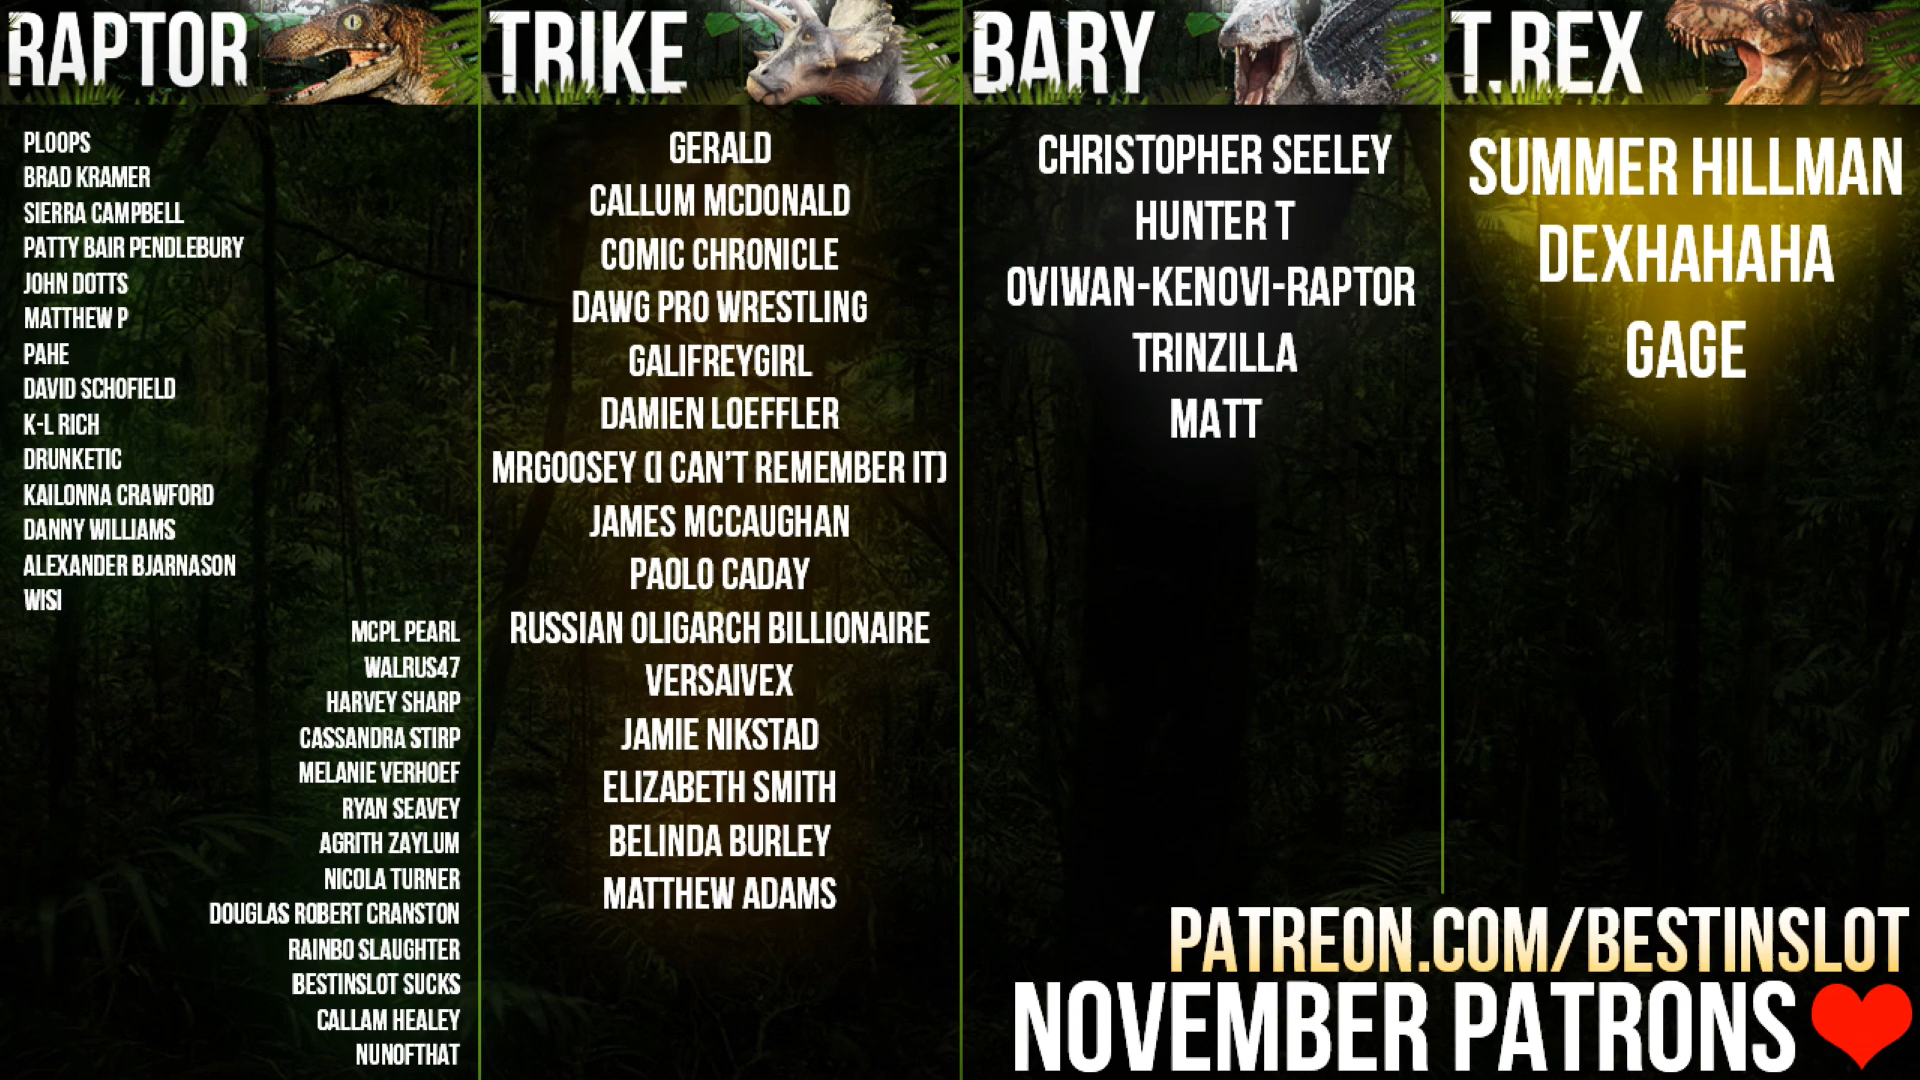 RAPTOR
PLOOPS
BRAD KRAMER
SIERRA CAMPBELL
PATTY BAIR PENDLEBURY
JOHN DOTTS
MATTHEW P
PAHE
DAVID SCHOFIELD
K-L RICH
DRUNKETIC
KAILONNA CRAWFORD
DANNY WILLIAMS
ALEXANDER BJARNASON
WISI
MCPL PEARL
WALRUS47
HARVEY SHARP
CASSANDRA STIRP
MELANIE VERHOEF
RYAN SEAVEY
AGRITH ZAYLUM
NICOLA TURNER
DOUGLAS ROBERT CRANSTON
RAINBO SLAUGHTER
BESTINSLOT SUCKS
CALLAM HEALEY
NUNOFTHAT
TRIKE
GERALD
CALLUM MCDONALD
COMIC CHRONICLE
DAWG PRO WRESTLING
GALIFREYGIRL
DAMIEN LOEFFLER
MRGOOSEY (I CAN'T REMEMBER IT)
JAMES MCCAUGHAN
PAOLO CADAY
RUSSIAN OLIGARCH BILLIONAIRE
VERSAIVEX
JAMIE NIKSTAD
ELIZABETH SMITH
BELINDA BURLEY
MATTHEW ADAMS
BARY
CHRISTOPHER SEELEY
HUNTER T
OVIWAN-KENOVI-RAPTOR
TRINZILLA
MATT
T.REX
SUMMER HILLMAN
DEXHAHAHA
GAGE
PATREON.COM/BESTINSLOT
NOVEMBER PATRONS